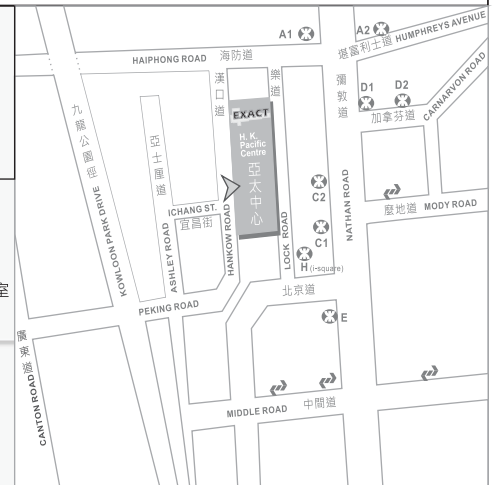 A1
A2
堪富利士道 HUMPHREYS AVENUE
HAIPHONG ROAD 海防道
漢口道
樂道
彌敦道
D1
D2
加拿芬道
CARNARVON ROAD
九龍公園徑
KOWLOON PARK DRIVE
亞士厘道
ASHLEY ROAD
EXACT
H. K.
Pacific
Centre
亞太中心
ICHANG ST.
宜昌街
HANKOW ROAD
LOCK ROAD
NATHAN ROAD
C2
C1
H (i-square)
麼地道 MODY ROAD
室
北京道
PEKING ROAD
E
廣東道
CANTON ROAD
MIDDLE ROAD 中間道